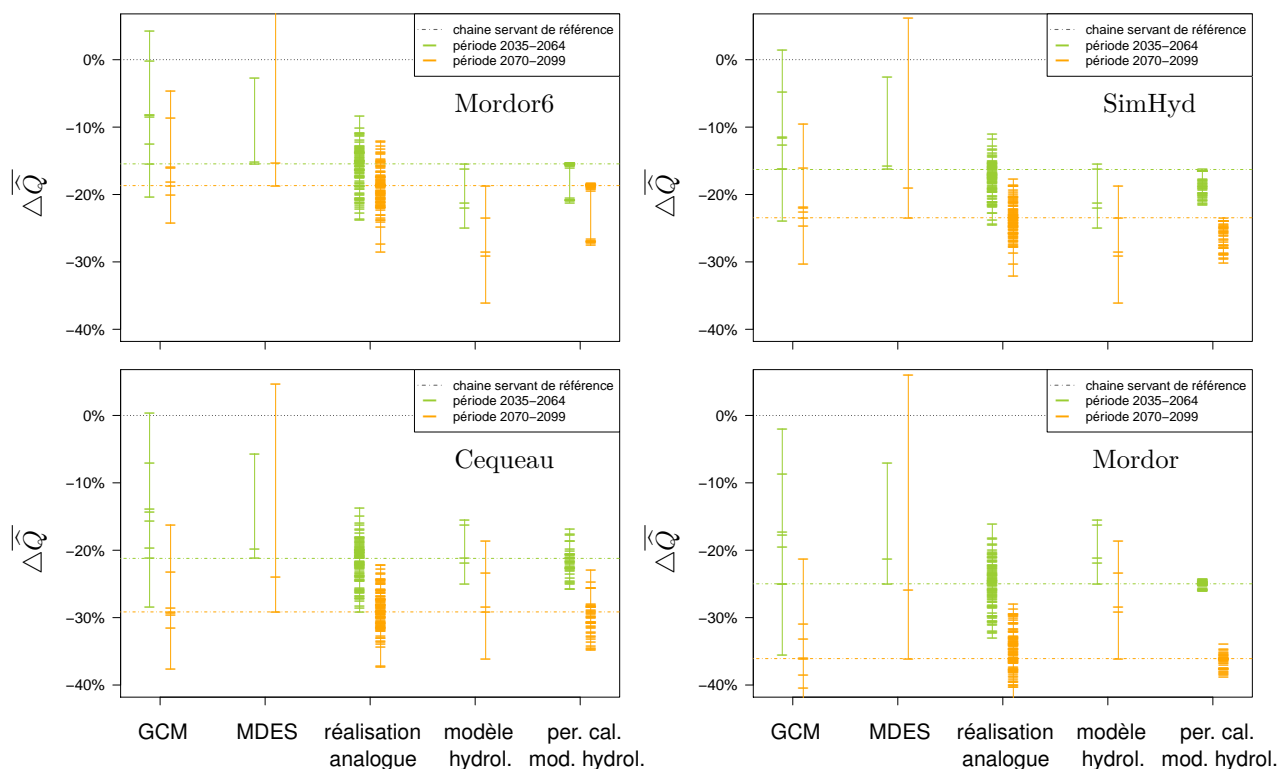 chaine servant de référence
période 2035−2064
période 2070−2099
Mordor6
0%
−10%
−20%
−30%
−40%
△Q̂
chaine servant de référence
période 2035−2064
période 2070−2099
SimHyd
0%
−10%
−20%
−30%
−40%
△Q̂
chaine servant de référence
période 2035−2064
période 2070−2099
Cequeau
0%
−10%
−20%
−30%
−40%
△Q̂
GCM MDES réalisation analogue modèle hydrol. per. cal. mod. hydrol.
chaine servant de référence
période 2035−2064
période 2070−2099
Mordor
0%
−10%
−20%
−30%
−40%
△Q̂
GCM MDES réalisation analogue modèle hydrol. per. cal. mod. hydrol.